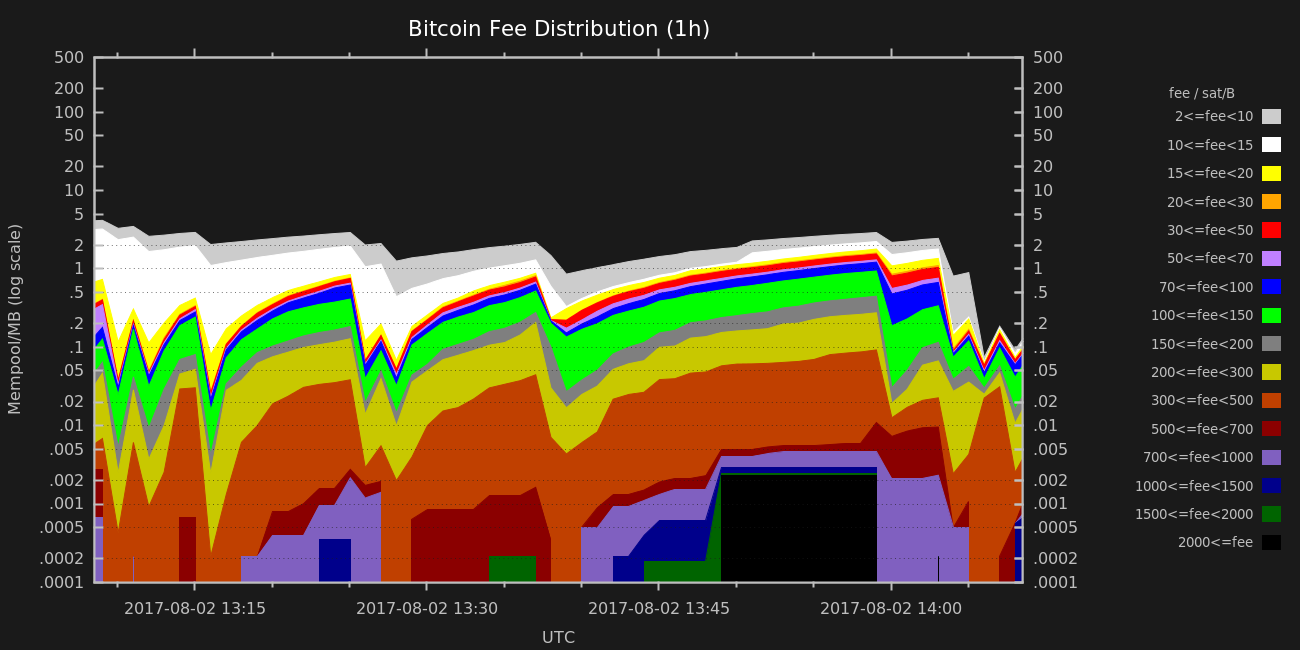 Bitcoin Fee Distribution (1h)
500 500
200 200
100 100
50 50
20 20
10 10
5 5
2 2
1 1
.5 .5
.2 .2
.1 .1
.05 .05
.02 .02
.01 .01
.005 .005
.002 .002
.001 .001
.0005 .0005
.0002 .0002
.0001 .0001
Mempool/MB (log scale)
2017-08-02 13:15 2017-08-02 13:30 2017-08-02 13:45 2017-08-02 14:00
UTC
fee / sat/B
2<=fee<10
10<=fee<15
15<=fee<20
20<=fee<30
30<=fee<50
50<=fee<70
70<=fee<100
100<=fee<150
150<=fee<200
200<=fee<300
300<=fee<500
500<=fee<700
700<=fee<1000
1000<=fee<1500
1500<=fee<2000
2000<=fee